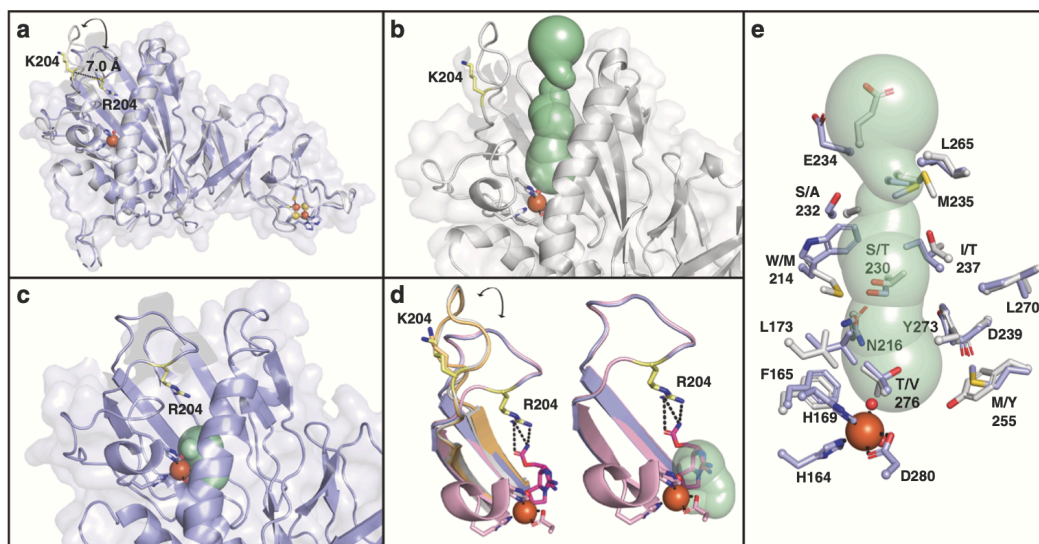 a
K204
7.0 Å
R204
b
K204
c
R204
d
K204
R204
R204
e
E234
L265
M235
S/A
232
S/T
230
I/T
237
W/M
214
L270
L173
N216
Y273
D239
F165
H169
T/V
276
M/Y
255
H164
D280